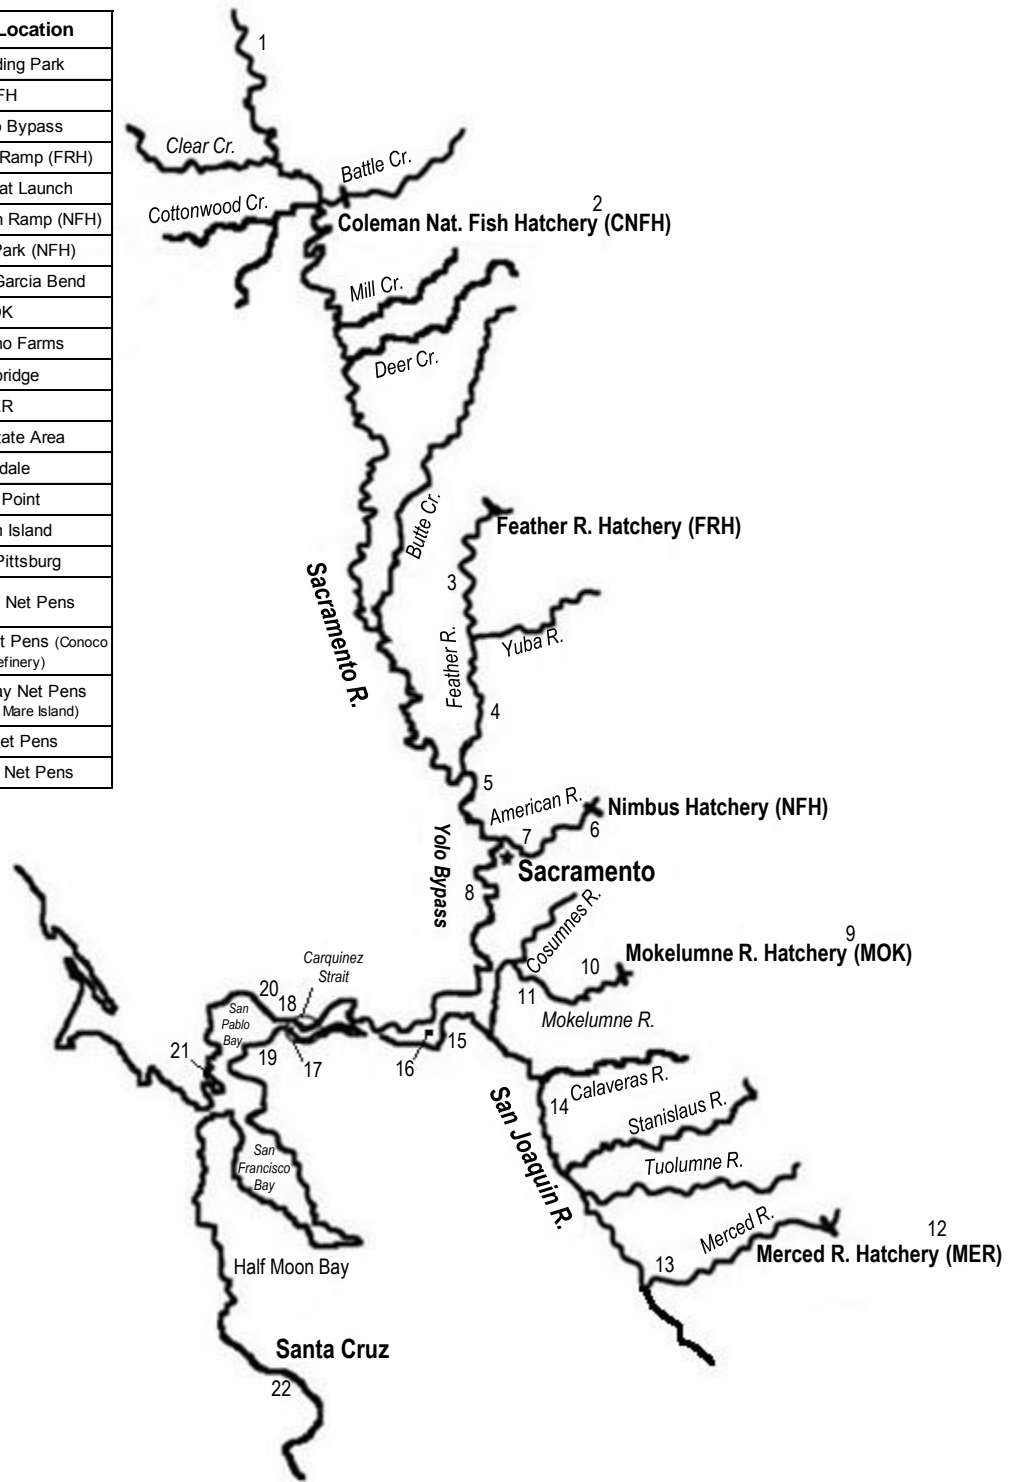 Location
ding Park
FH
Bypass
Ramp (FRH)
at Launch
Ramp (NFH)
Park (NFH)
Garcia Bend
OK
no Farms
bridge
ER
tate Area
dale
Point
Island
Pittsburg
Net Pens
t Pens (Conoco
efinery)
ay Net Pens
Mare Island)
et Pens
Net Pens
1
Clear Cr.
Battle Cr.
Cottonwood Cr.
2
Coleman Nat. Fish Hatchery (CNFH)
Mill Cr.
Deer Cr.
Butte Cr.
Feather R. Hatchery (FRH)
Sacramento R.
3
Feather R.
Yuba R.
4
5
American R.
Nimbus Hatchery (NFH)
6
7
Yolo Bypass
Sacramento
8
Cosumnes R.
9
Mokelumne R. Hatchery (MOK)
10
11
Mokelumne R.
Carquinez
Strait
20
18
San
Pablo
Bay
21
19
17
16
15
14
Calaveras R.
San Joaquin R.
Stanislaus R.
Tuolumne R.
San
Francisco
Bay
Merced R.
12
Merced R. Hatchery (MER)
13
Half Moon Bay
Santa Cruz
22